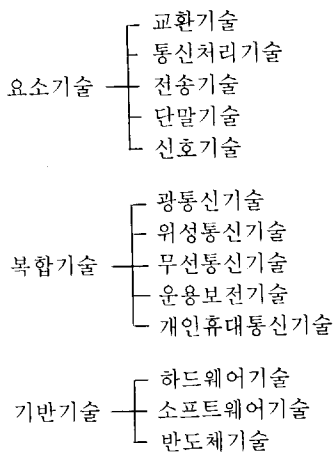 교환기술
통신처리기술
요소기술 전송기술
단말기술
신호기술
광통신기술
위성통신기술
복합기술 무선통신기술
운용보전기술
개인휴대통신기술
하드웨어기술
기반기술 소프트웨어기술
반도체기술